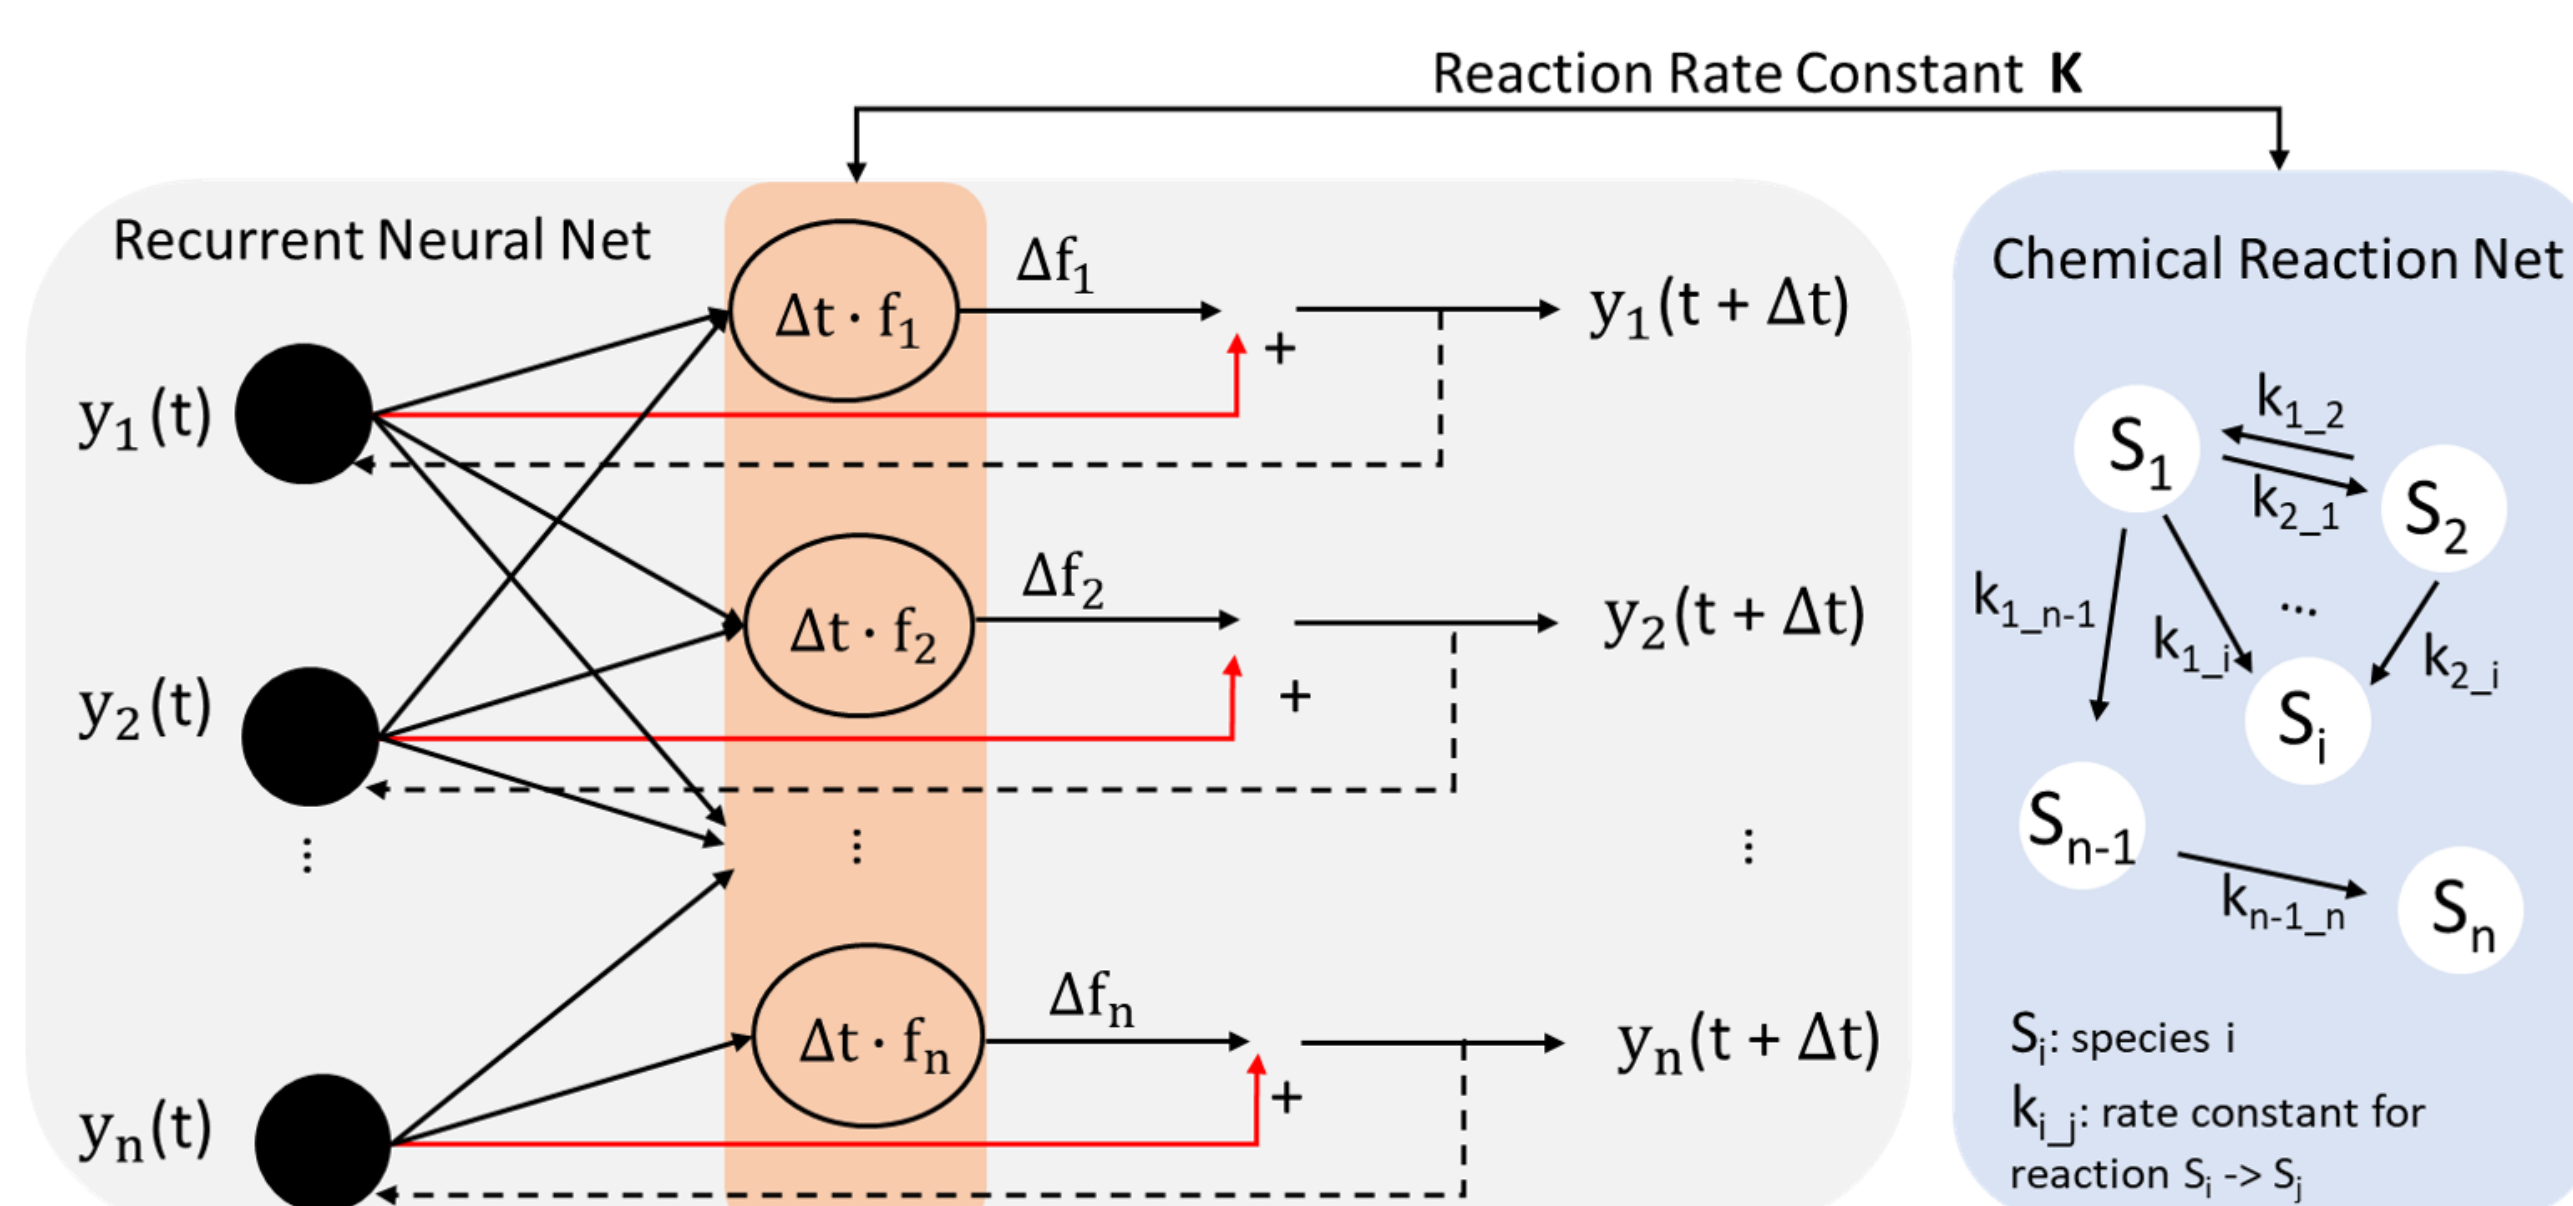 Reaction Rate Constant K
Recurrent Neural Net
y₁(t)
y₂(t)
⋮
yₙ(t)
Δt · f₁
Δt · f₂
⋮
Δt · fₙ
Δf₁
+
Δf₂
+
Δfₙ
+
y₁(t + Δt)
y₂(t + Δt)
⋮
yₙ(t + Δt)
Chemical Reaction Net
S₁
k₁_₂
k₂_₁
S₂
k₁_ₙ₋₁
k₁_ᵢ
...
k₂_ᵢ
Sᵢ
Sₙ₋₁
kₙ₋₁_ₙ
Sₙ
Sᵢ: species i
kᵢ_ⱼ: rate constant for
reaction Sᵢ -> Sⱼ